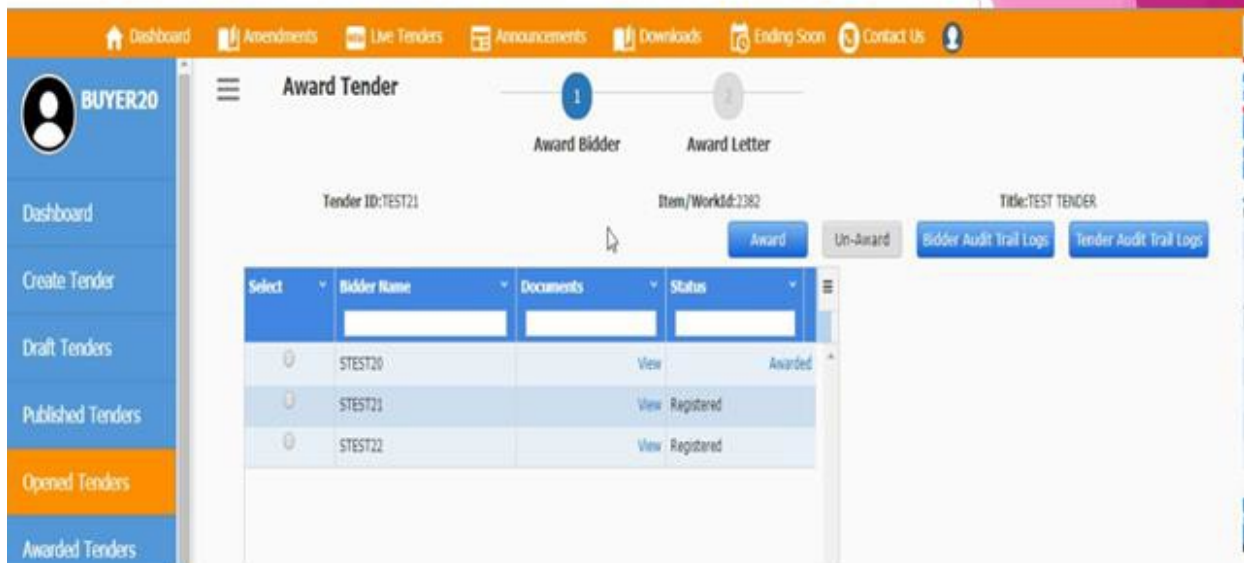 Dashboard Amendments Live Tenders Announcements Downloads Ending Soon Contact Us
BUYER20
Award Tender
1 2
Award Bidder Award Letter
Tender ID:TEST21 Item/WorkId:2382 Title:TEST TENDER
Award Un-Award Bidder Audit Trail Logs Tender Audit Trail Logs
Select Bidder Name Documents Status
STEST20 View Awarded
STEST21 View Registered
STEST22 View Registered
Dashboard
Create Tender
Draft Tenders
Published Tenders
Opened Tenders
Awarded Tenders